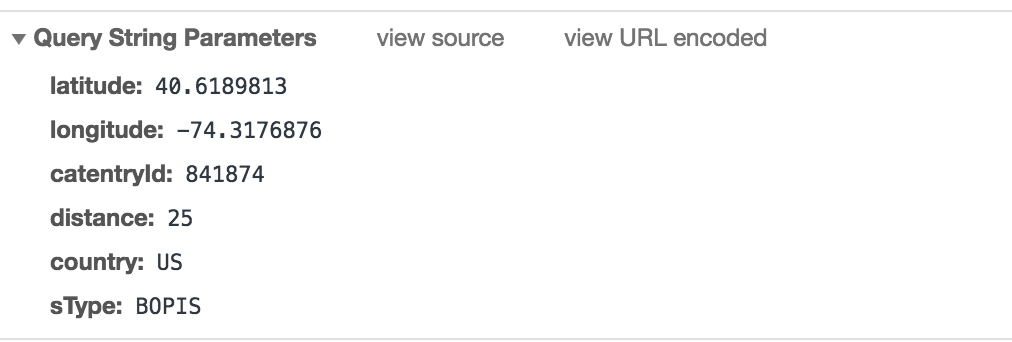 ▼ Query String Parameters view source view URL encoded
latitude: 40.6189813
longitude: -74.3176876
catentryId: 841874
distance: 25
country: US
sType: BOPIS